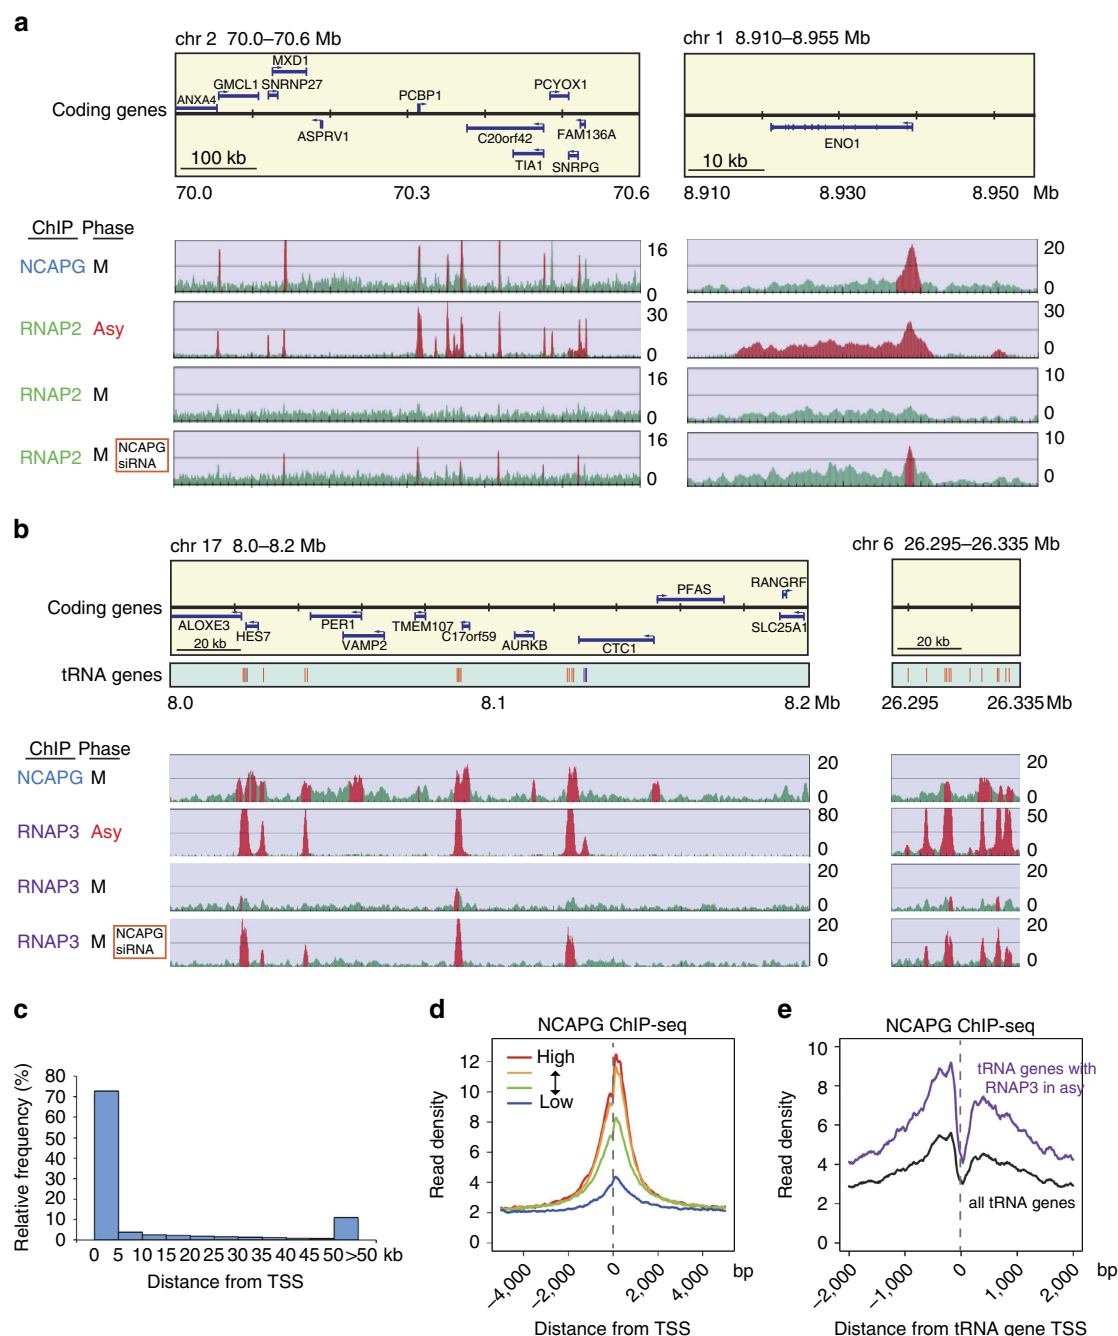 a
chr 2 70.0–70.6 Mb
chr 1 8.910–8.955 Mb
Coding genes
MXD1
GMCL1 SNRNP27
PCYOX1
ANXA4
PCBP1
ASPRV1
C20orf42
FAM136A
TIA1
SNRPG
100 kb
ENO1
10 kb
70.0 70.3 70.6
8.910 8.930 8.950 Mb
ChIP Phase
NCAPG M
16
0
20
0
RNAP2 Asy
30
0
30
0
RNAP2 M
16
0
10
0
RNAP2 M NCAPG siRNA
16
0
10
0
b
chr 17 8.0–8.2 Mb
chr 6 26.295–26.335 Mb
Coding genes
RANGRF
PFAS
ALOXE3
HES7
PER1
VAMP2
TMEM107
C17orf59
AURKB
CTC1
SLC25A1
20 kb
20 kb
tRNA genes
8.0 8.1 8.2 Mb
26.295 26.335 Mb
ChIP Phase
NCAPG M
20
0
20
0
RNAP3 Asy
80
0
50
0
RNAP3 M
20
0
20
0
RNAP3 M NCAPG siRNA
20
0
20
0
c
Relative frequency (%)
80
70
60
50
40
30
20
10
0
0 5 10 15 20 25 30 35 40 45 50 >50 kb
Distance from TSS
d
NCAPG ChIP-seq
High
Low
Read density
12
10
8
6
4
2
0
–4,000 –2,000 0 2,000 4,000 bp
Distance from TSS
e
NCAPG ChIP-seq
tRNA genes with
RNAP3 in asy
all tRNA genes
Read density
10
8
6
4
2
0
–2,000 –1,000 0 1,000 2,000 bp
Distance from tRNA gene TSS